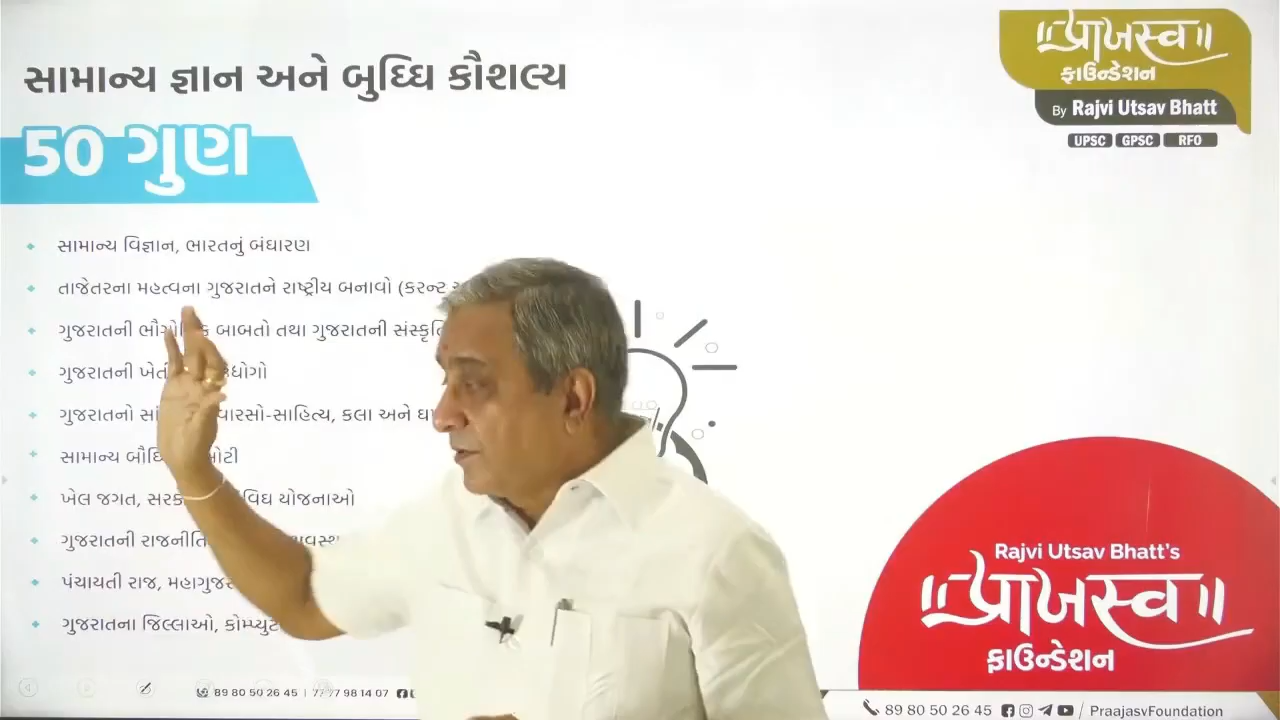 સામાન્ય જ્ઞાન અને બુધ્ધિ કૌશલ્ય
50 ગુણ
સામાન્ય વિજ્ઞાન, ભારતનું બંધારણ
તાજેતરના મહત્વના ગુજરાતને રાષ્ટ્રીય બનાવો (કરન્ટ
ગુજરાતની બાબતો તથા ગુજરાતની
ગુજરાતની
ગુજરાતનો વારસો-સાહિત્ય, કલા અને
સામાન્ય
ખેલ જગત, યોજનાઓ
ગુજરાતની
પંચાયતી રાજ,
ગુજરાતના જિલ્લાઓ,
89 80 50 26 45 | 77 77 98 14 07
॥પ્રાજસ્વ॥
ફાઉન્ડેશન
By Rajvi Utsav Bhatt
UPSC GPSC RFO
Rajvi Utsav Bhatt's
॥પ્રાજસ્વ॥
ફાઉન્ડેશન
89 80 50 26 45 / PraajasvFoundation